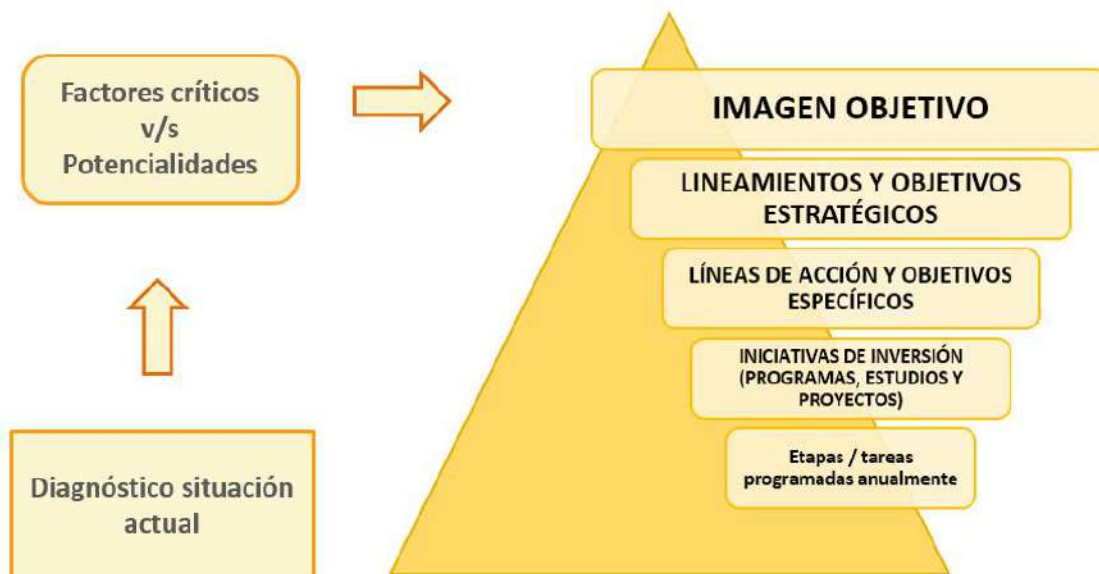 Factores críticos
v/s
Potencialidades
Diagnóstico situación
actual
IMAGEN OBJETIVO
LINEAMIENTOS Y OBJETIVOS
ESTRATÉGICOS
LÍNEAS DE ACCIÓN Y OBJETIVOS
ESPECÍFICOS
INICIATIVAS DE INVERSIÓN
(PROGRAMAS, ESTUDIOS Y
PROYECTOS)
Etapas / tareas
programadas anualmente